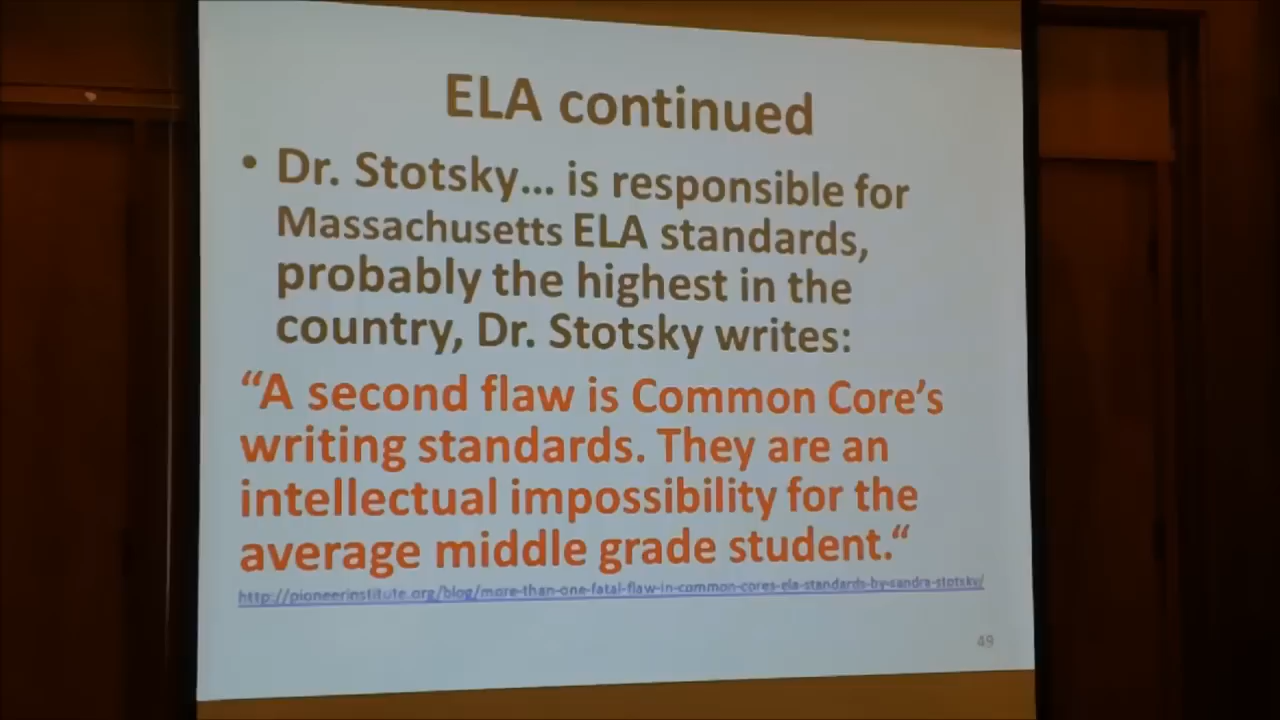 ELA continued
• Dr. Stotsky... is responsible for
Massachusetts ELA standards,
probably the highest in the
country, Dr. Stotsky writes:
“A second flaw is Common Core’s
writing standards. They are an
intellectual impossibility for the
average middle grade student.“
http://pioneerinstitute.org/blog/more-than-one-fatal-flaw-in-common-cores-ela-standards-by-sandra-stotsky/
49